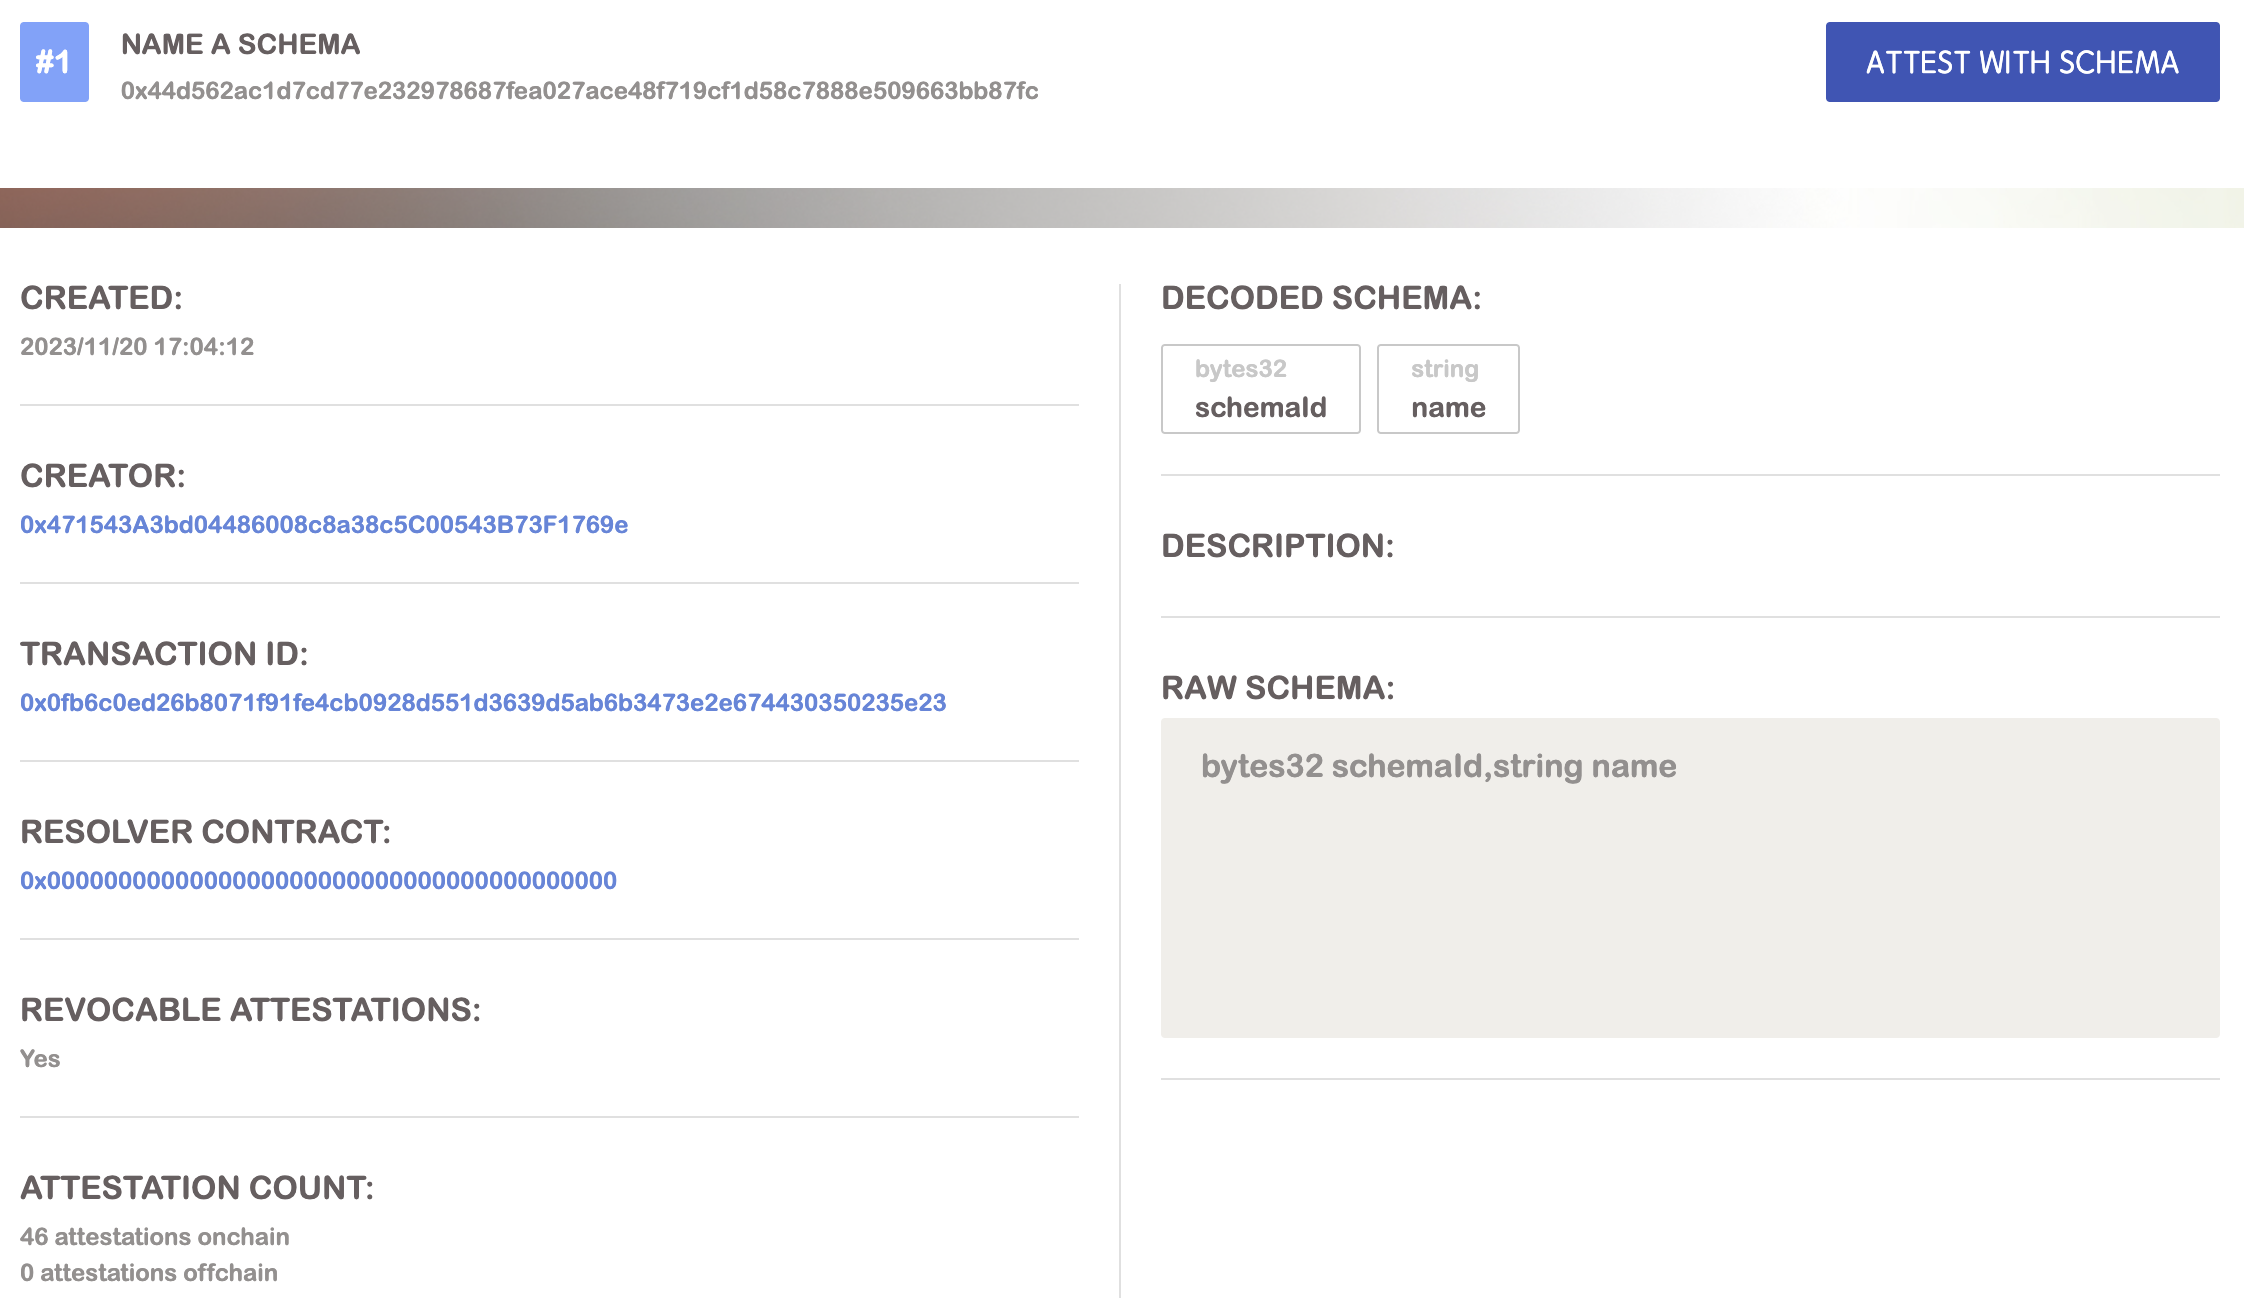 #1
NAME A SCHEMA
0x44d562ac1d7cd77e232978687fea027ace48f719cf1d58c7888e509663bb87fc
ATTEST WITH SCHEMA
CREATED:
2023/11/20 17:04:12
CREATOR:
0x471543A3bd04486008c8a38c5C00543B73F1769e
TRANSACTION ID:
0x0fb6c0ed26b8071f91fe4cb0928d551d3639d5ab6b3473e2e674430350235e23
RESOLVER CONTRACT:
0x0000000000000000000000000000000000000000
REVOCABLE ATTESTATIONS:
Yes
ATTESTATION COUNT:
46 attestations onchain
0 attestations offchain
DECODED SCHEMA:
bytes32
schemaId
string
name
DESCRIPTION:
RAW SCHEMA:
bytes32 schemaId,string name